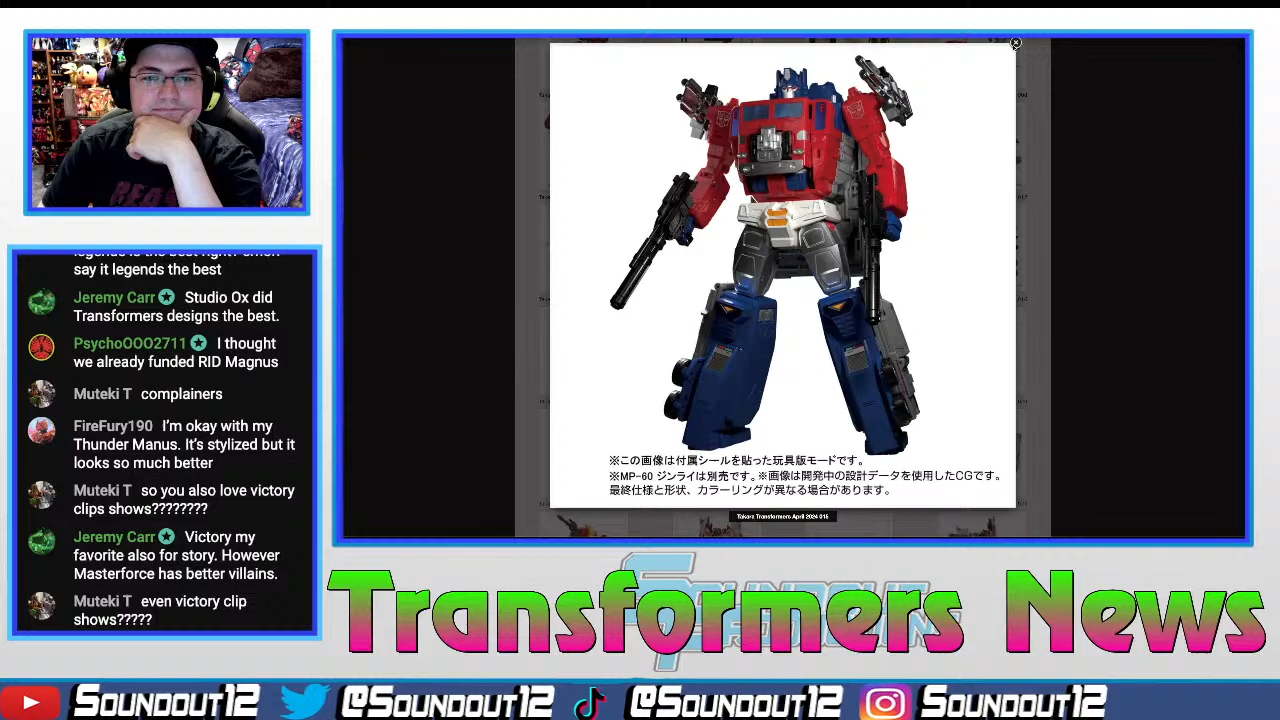 say it legends the best
Jeremy Carr Studio Ox did
Transformers designs the best.
PsychoOOO2711 I thought
we already funded RID Magnus
Muteki T complainers
FireFury190 I'm okay with my
Thunder Manus. It's stylized but it
looks so much better
Muteki T so you also love victory
clips shows????????
Jeremy Carr Victory my
favorite also for story. However
Masterforce has better villains.
Muteki T even victory clip
shows?????
※この画像は付属シールを貼った玩具版モードです。
※MP-60 ジンライは別売です。※画像は開発中の設計データを使用したCGです。
最終仕様と形状、カラーリングが異なる場合があります。
Takara Transformers April 2024 015
Transformers News
Soundout12 @Soundout12 @Soundout12 Soundout12